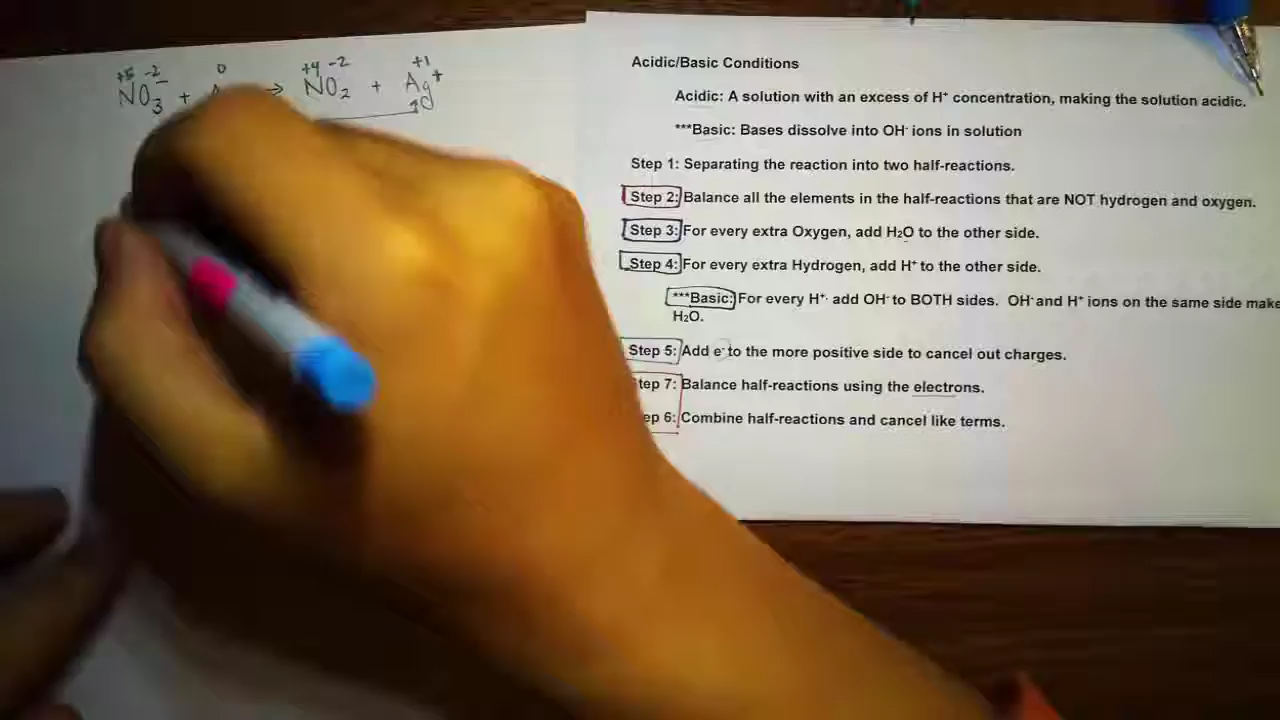 +5 -2 0 +4 -2 +1
NO₃⁻ + → NO₂ + Ag⁺
Acidic/Basic Conditions
Acidic: A solution with an excess of H⁺ concentration, making the solution acidic.
***Basic: Bases dissolve into OH⁻ ions in solution
Step 1: Separating the reaction into two half-reactions.
Step 2: Balance all the elements in the half-reactions that are NOT hydrogen and oxygen.
Step 3: For every extra Oxygen, add H₂O to the other side.
Step 4: For every extra Hydrogen, add H⁺ to the other side.
***Basic: For every H⁺ add OH⁻ to BOTH sides. OH⁻ and H⁺ ions on the same side make
H₂O.
Step 5: Add e⁻ to the more positive side to cancel out charges.
tep 7: Balance half-reactions using the electrons.
ep 6: Combine half-reactions and cancel like terms.